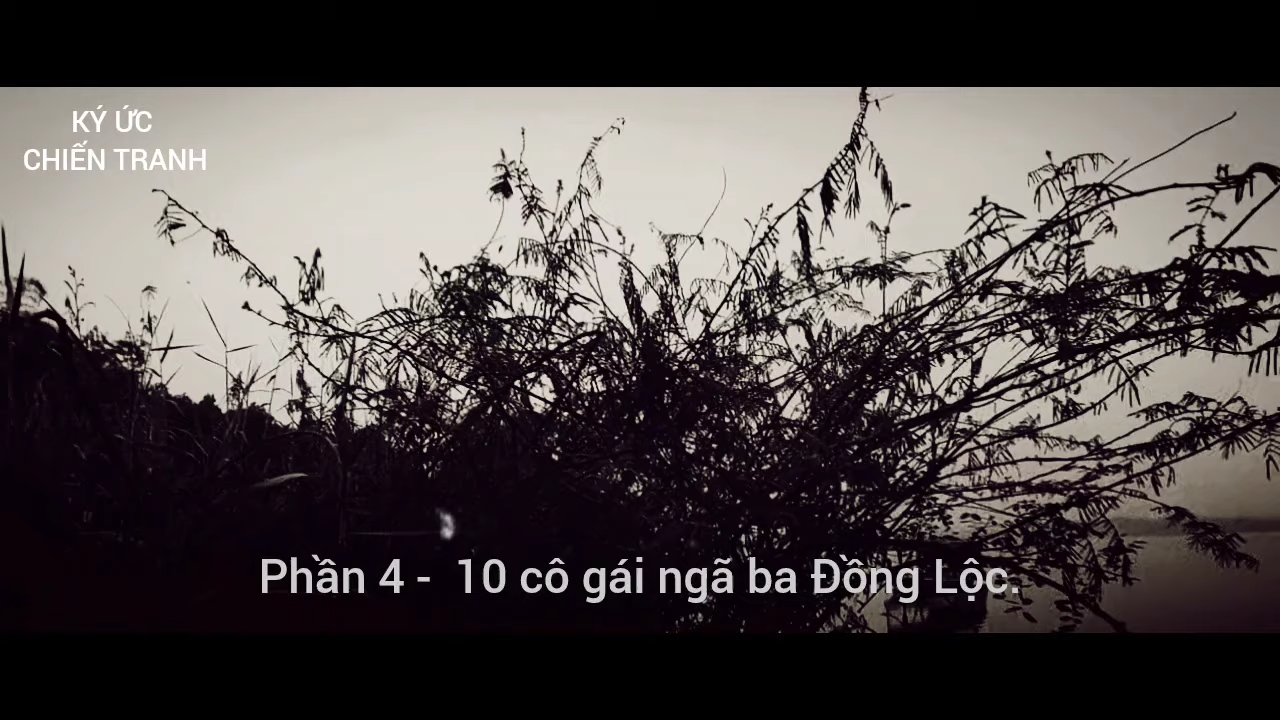 KÝ ỨC
CHIẾN TRANH
Phần 4 - 10 cô gái ngã ba Đồng Lộc.